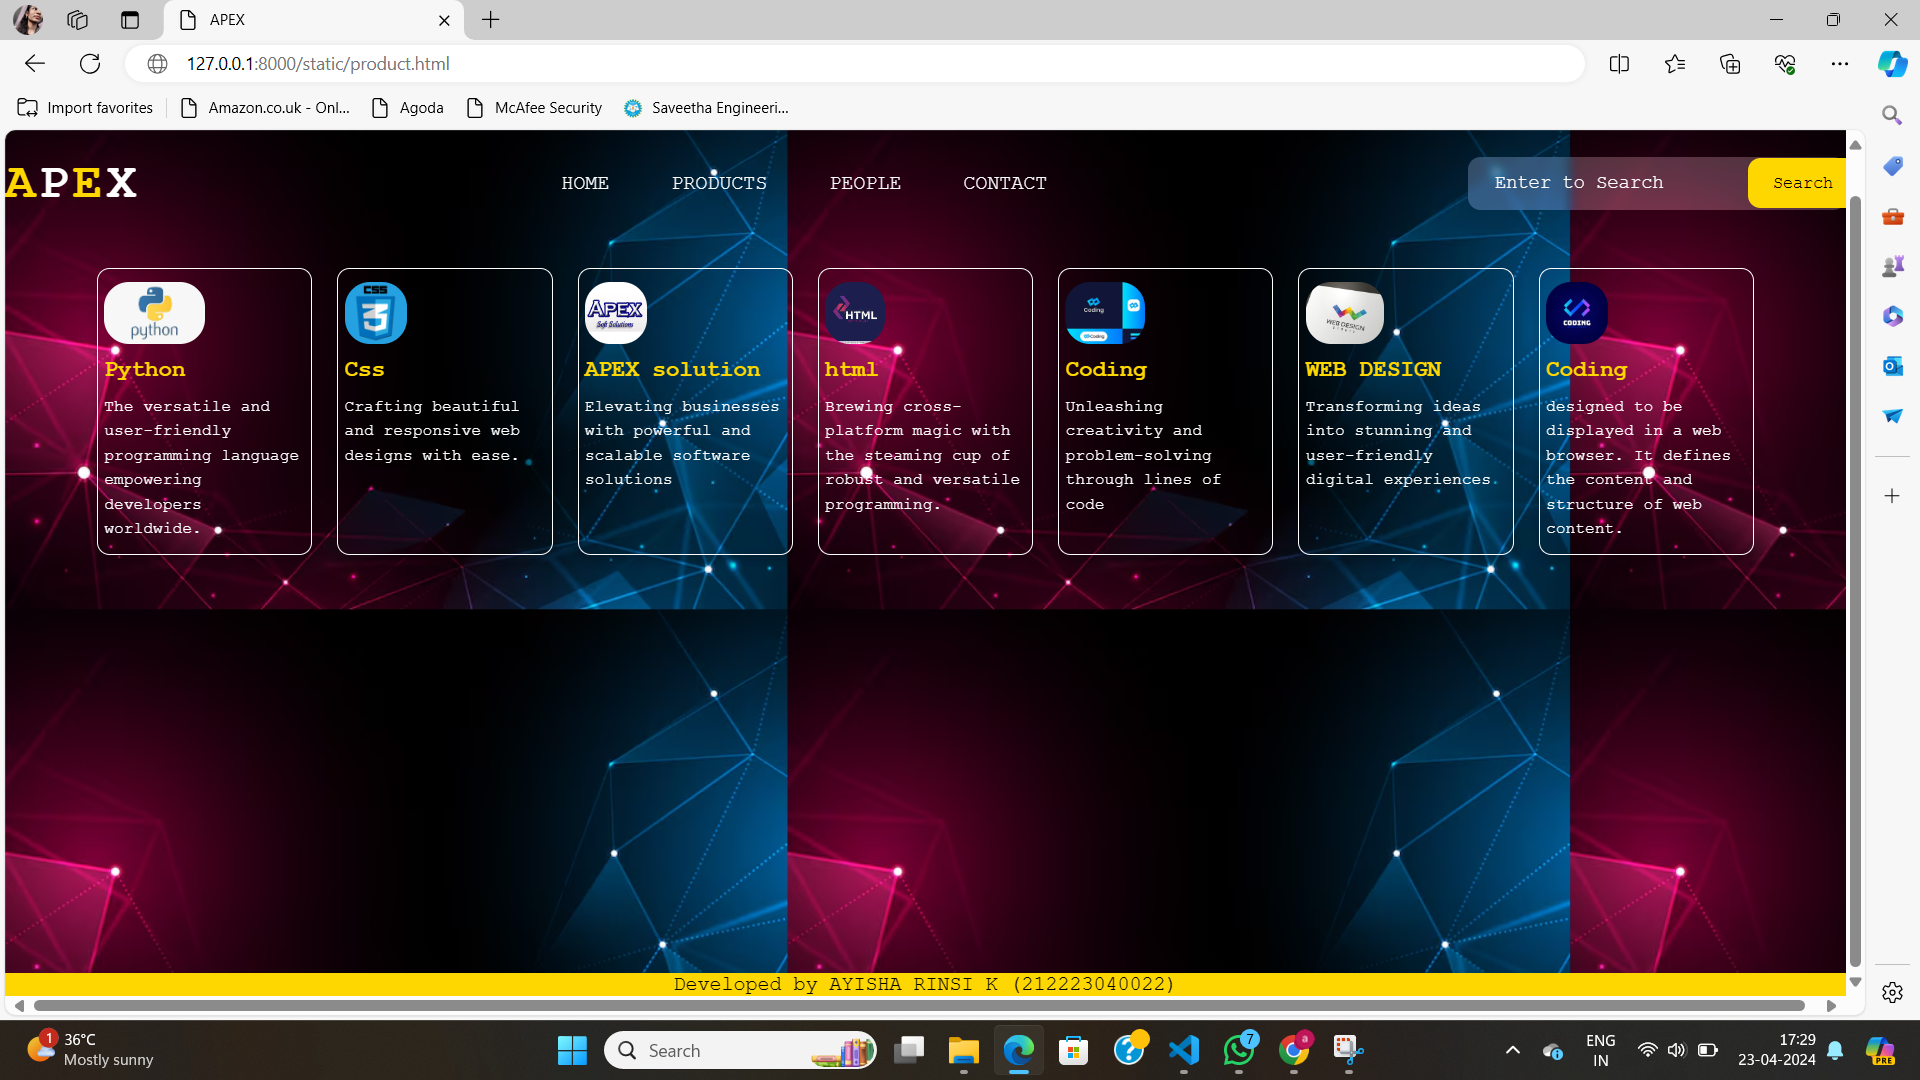 APEX
127.0.0.1:8000/static/product.html
Import favorites
Amazon.co.uk - Onl...
Agoda
McAfee Security
Saveetha Engineeri...
APEX
HOME
PRODUCTS
PEOPLE
CONTACT
Enter to Search
Search
python
Python
The versatile and
user-friendly
programming language
empowering
developers
worldwide.
CSS
3
Css
Crafting beautiful
and responsive web
designs with ease.
APEX
Soft Solutions
APEX solution
Elevating businesses
with powerful and
scalable software
solutions
HTML
html
Brewing cross-
platform magic with
the steaming cup of
robust and versatile
programming.
Coding
Coding
Coding
Unleashing
creativity and
problem-solving
through lines of
code
WEB DESIGN
WEB DESIGN
Transforming ideas
into stunning and
user-friendly
digital experiences.
CODING
Coding
designed to be
displayed in a web
browser. It defines
the content and
structure of web
content.
Developed by AYISHA RINSI K (212223040022)
1
36°C
Mostly sunny
Search
7
a
ENG
IN
17:29
23-04-2024
PRE